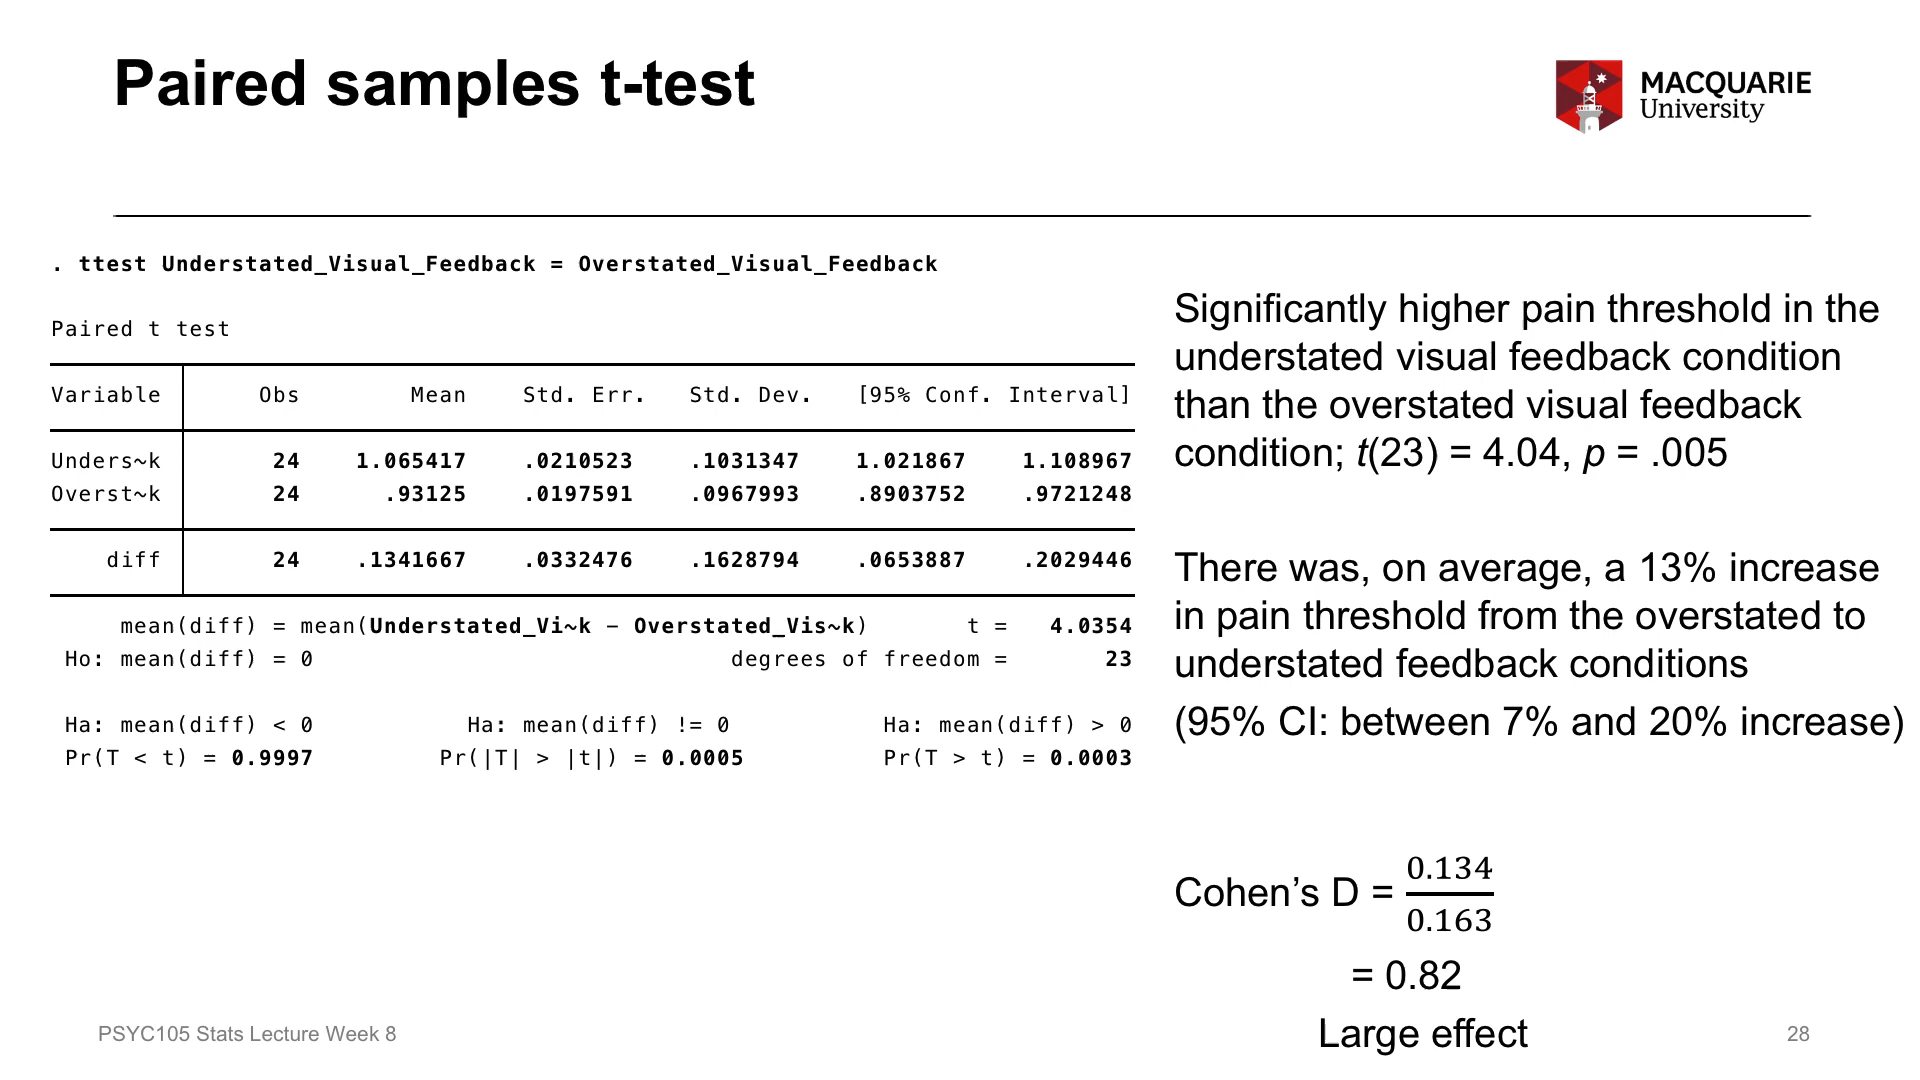 Paired samples t-test
MACQUARIE
University
. ttest Understated_Visual_Feedback = Overstated_Visual_Feedback
Paired t test
Variable Obs Mean Std. Err. Std. Dev. [95% Conf. Interval]
Unders~k 24 1.065417 .0210523 .1031347 1.021867 1.108967
Overst~k 24 .93125 .0197591 .0967993 .8903752 .9721248
diff 24 .1341667 .0332476 .1628794 .0653887 .2029446
mean(diff) = mean(Understated_Vi~k - Overstated_Vis~k) t = 4.0354
Ho: mean(diff) = 0 degrees of freedom = 23
Ha: mean(diff) < 0 Ha: mean(diff) != 0 Ha: mean(diff) > 0
Pr(T < t) = 0.9997 Pr(|T| > |t|) = 0.0005 Pr(T > t) = 0.0003
Significantly higher pain threshold in the
understated visual feedback condition
than the overstated visual feedback
condition; t(23) = 4.04, p = .005
There was, on average, a 13% increase
in pain threshold from the overstated to
understated feedback conditions
(95% CI: between 7% and 20% increase)
Cohen’s D = 0.134
0.163
= 0.82
Large effect
PSYC105 Stats Lecture Week 8
28